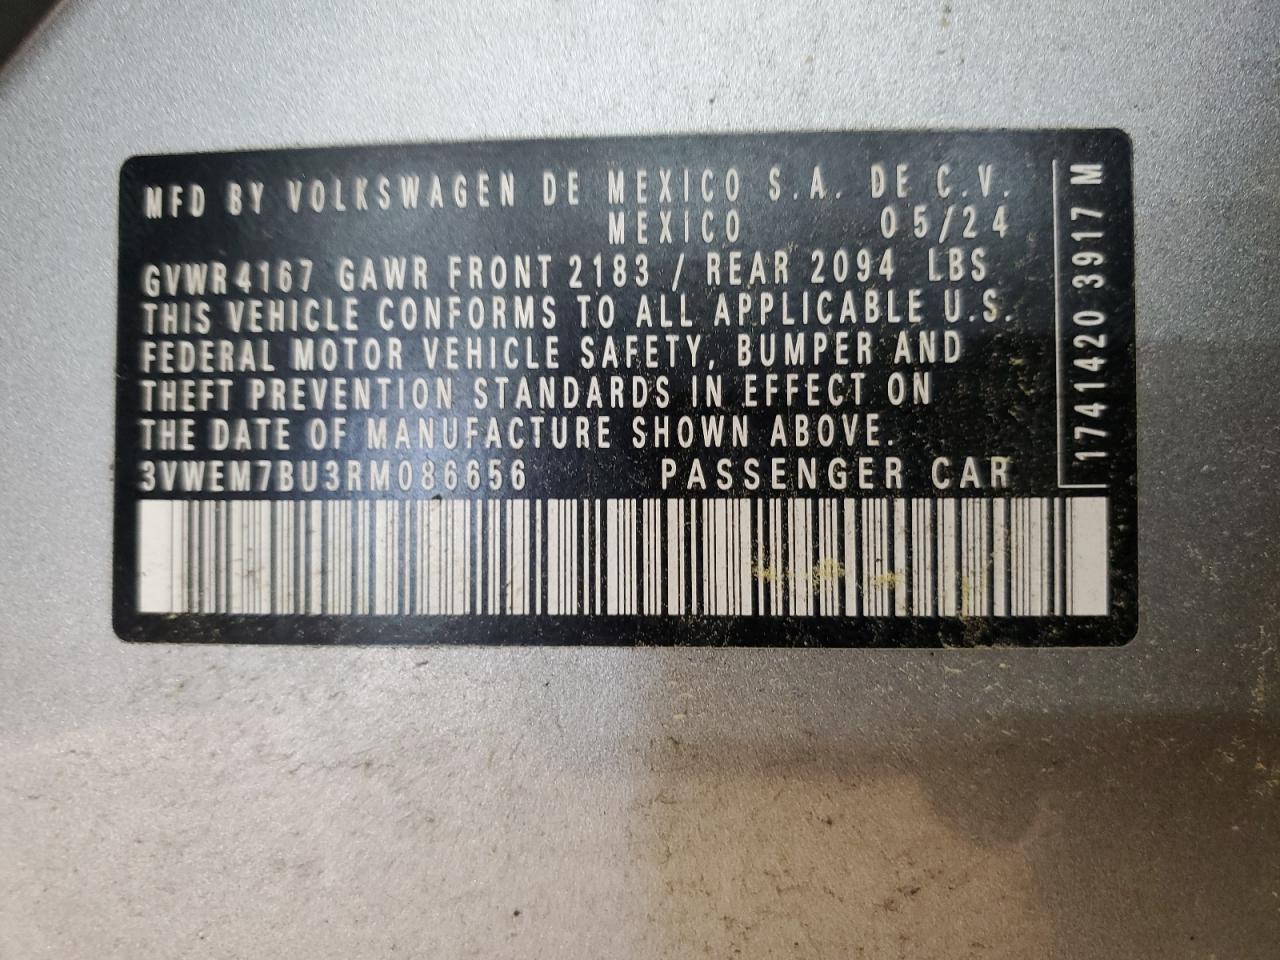 MFD BY VOLKSWAGEN DE MEXICO S.A. DE C.V.
MEXICO 05/24
GVWR 4167 GAWR FRONT 2183 / REAR 2094 LBS
THIS VEHICLE CONFORMS TO ALL APPLICABLE U.S.
FEDERAL MOTOR VEHICLE SAFETY, BUMPER AND
THEFT PREVENTION STANDARDS IN EFFECT ON
THE DATE OF MANUFACTURE SHOWN ABOVE.
3VWEM7BU3RM086656 PASSENGER CAR
1741420 3917 M